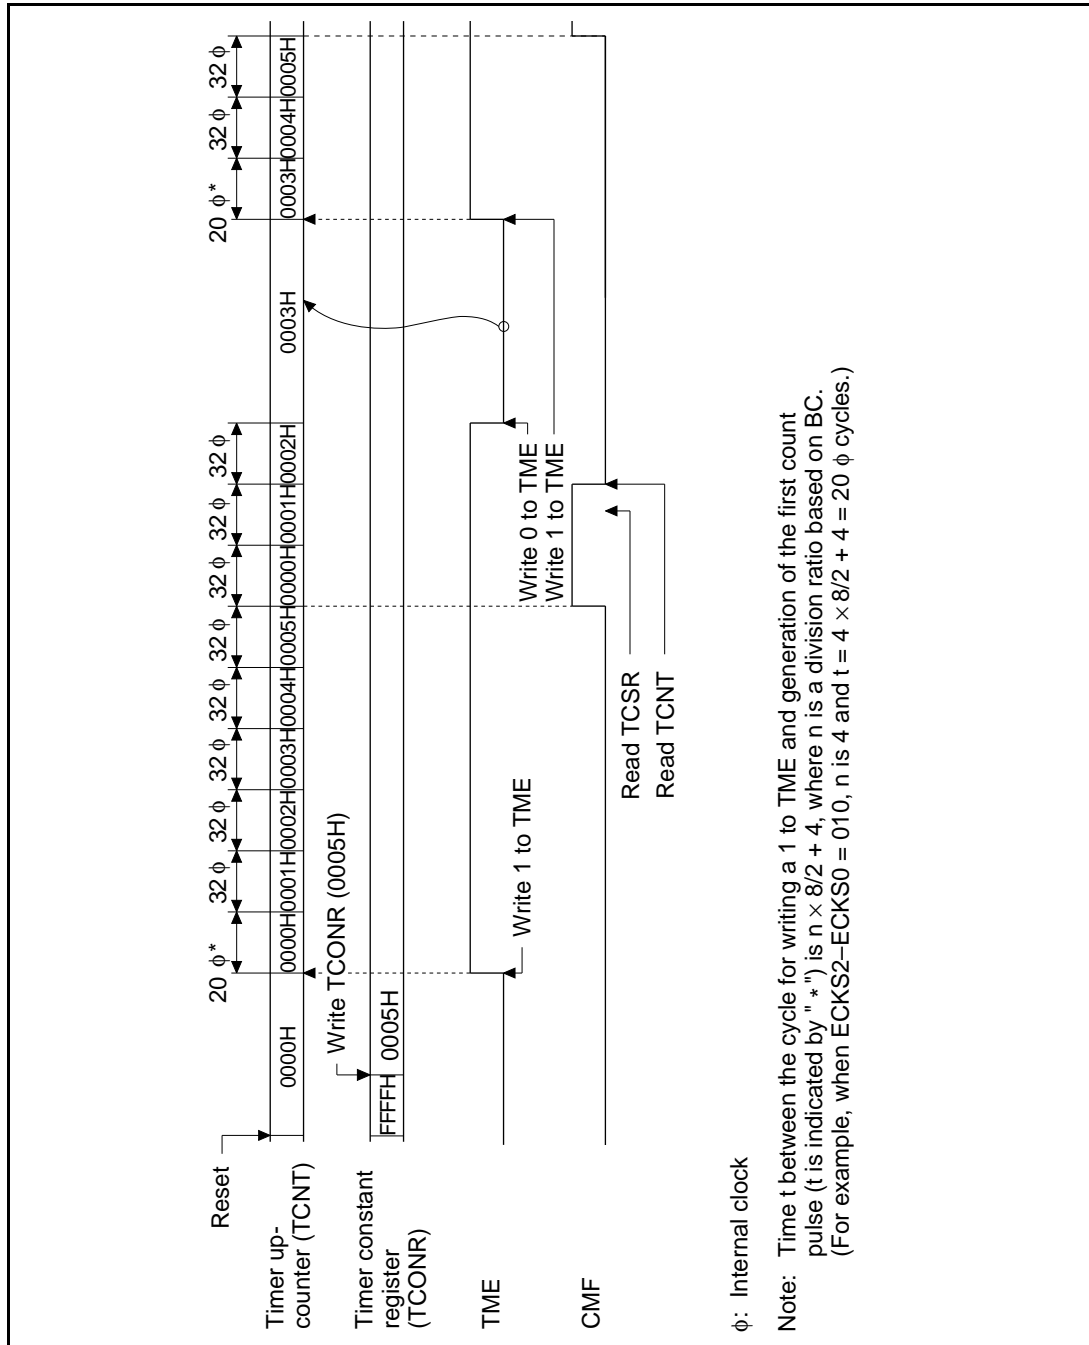 Reset
20 φ*
32 φ
32 φ
32 φ
32 φ
32 φ
32 φ
32 φ
32 φ
20 φ*
32 φ
32 φ
Timer up-
counter (TCNT)
0000H
0000H
0001H
0002H
0003H
0004H
0005H
0000H
0001H
0002H
0003H
0003H
0004H
0005H
Write TCONR (0005H)
Timer constant
register
(TCONR)
FFFFH
0005H
TME
Write 1 to TME
Write 0 to TME
Write 1 to TME
CMF
Read TCSR
Read TCNT
φ: Internal clock
Note: Time t between the cycle for writing a 1 to TME and generation of the first count
pulse (t is indicated by " * ") is n × 8/2 + 4, where n is a division ratio based on BC.
(For example, when ECKS2–ECKS0 = 010, n is 4 and t = 4 × 8/2 + 4 = 20 φ cycles.)